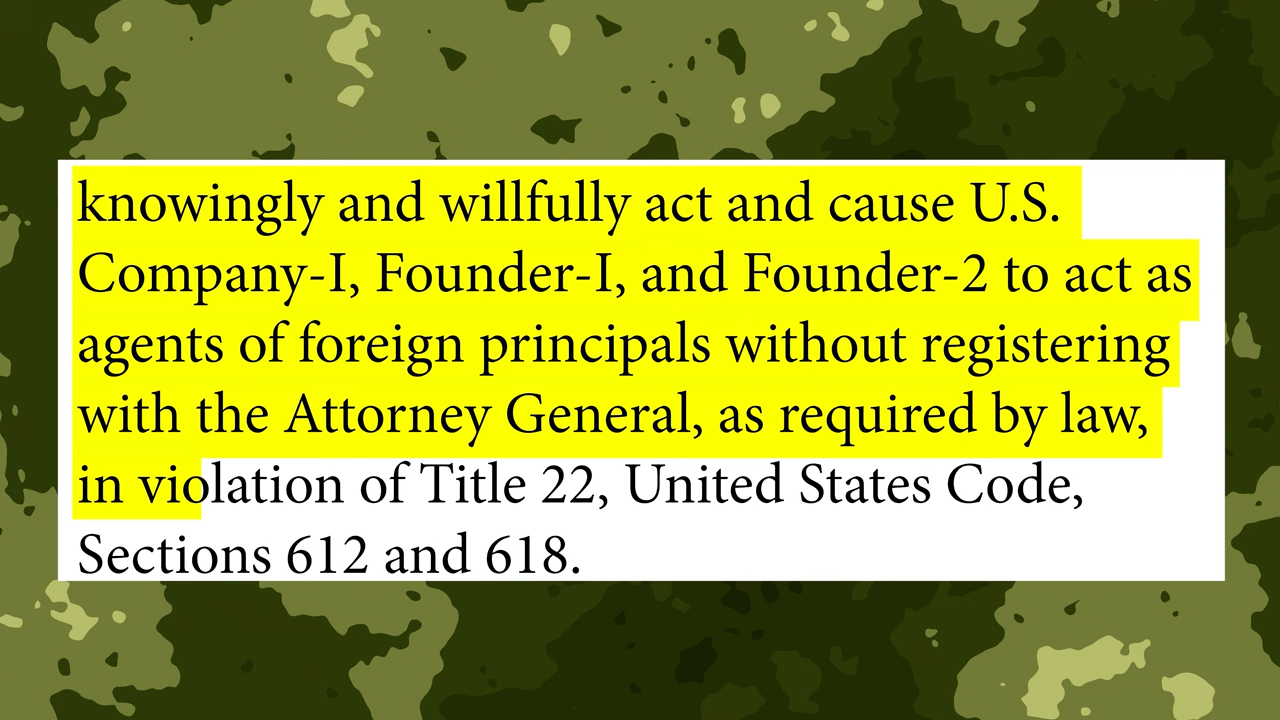 knowingly and willfully act and cause U.S.
Company-I, Founder-I, and Founder-2 to act as
agents of foreign principals without registering
with the Attorney General, as required by law,
in violation of Title 22, United States Code,
Sections 612 and 618.